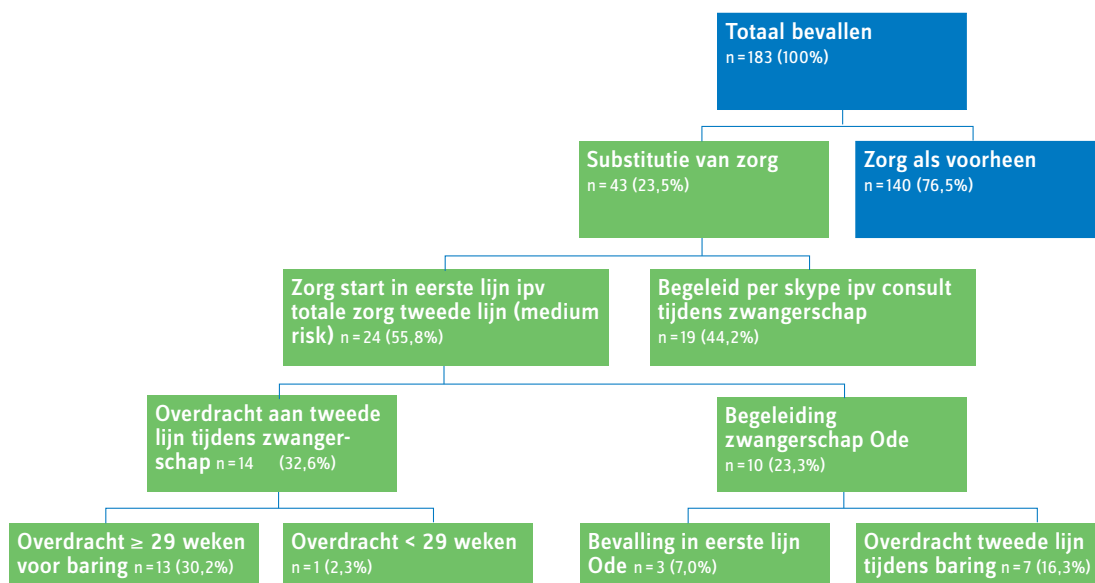 Totaal bevallen
n = 183 (100%)
Substitutie van zorg
n = 43 (23,5%)
Zorg als voorheen
n = 140 (76,5%)
Zorg start in eerste lijn ipv
totale zorg tweede lijn (medium
risk) n = 24 (55,8%)
Begeleid per skype ipv consult
tijdens zwangerschap
n = 19 (44,2%)
Overdracht aan tweede
lijn tijdens zwanger-
schap n = 14 (32,6%)
Begeleiding
zwangerschap Ode
n = 10 (23,3%)
Overdracht ≥ 29 weken
voor baring n = 13 (30,2%)
Overdracht < 29 weken
n = 1 (2,3%)
Bevalling in eerste lijn
Ode n = 3 (7,0%)
Overdracht tweede lijn
tijdens baring n = 7 (16,3%)